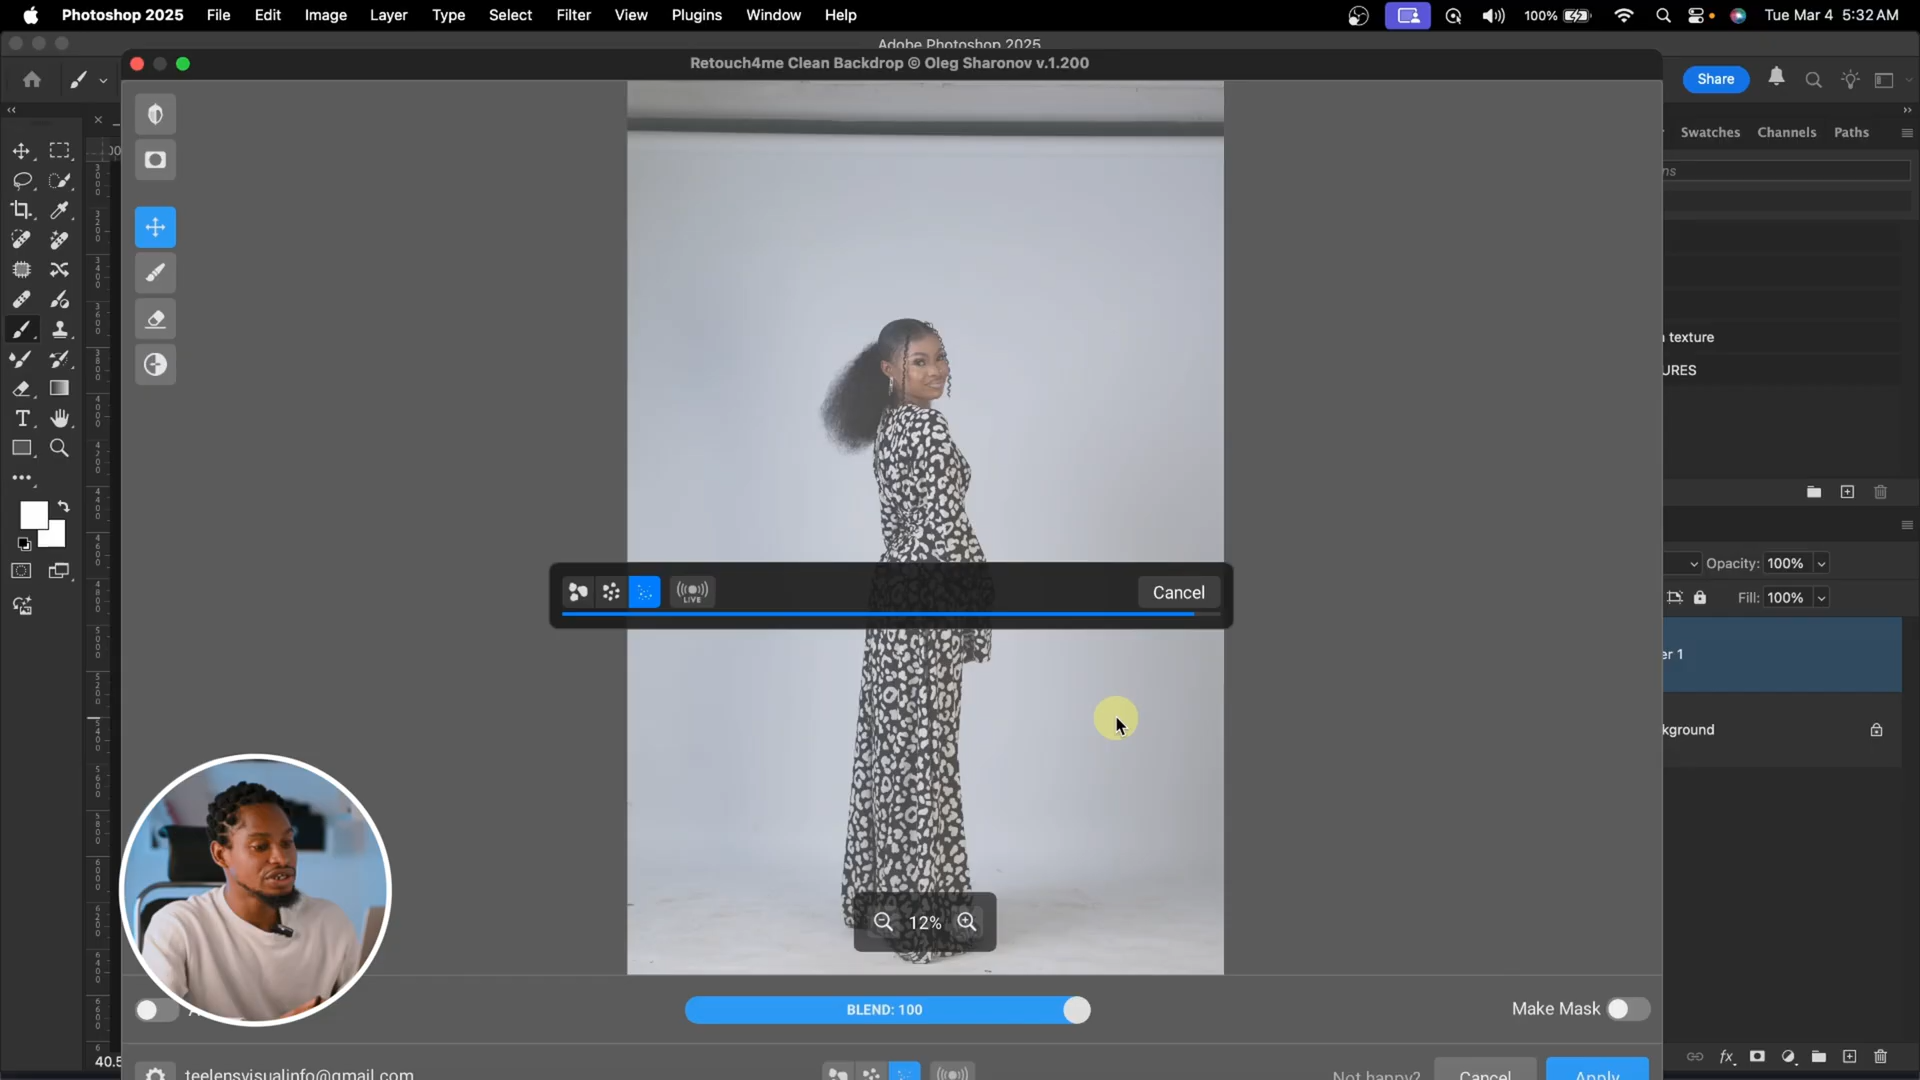 Photoshop 2025 File Edit Image Layer Type Select Filter View Plugins Window Help 100% Tue Mar 4 5:32 AM
Adobe Photoshop 2025
Retouch4me Clean Backdrop © Oleg Sharonov v.1.200
Share
Swatches Channels Paths
ns
n texture
URES
LIVE
Cancel
Opacity: 100%
Fill: 100%
er 1
kground
12%
BLEND: 100
Make Mask
teelensvisualinfo@gmail.com
Not happy? Cancel Apply
40.5